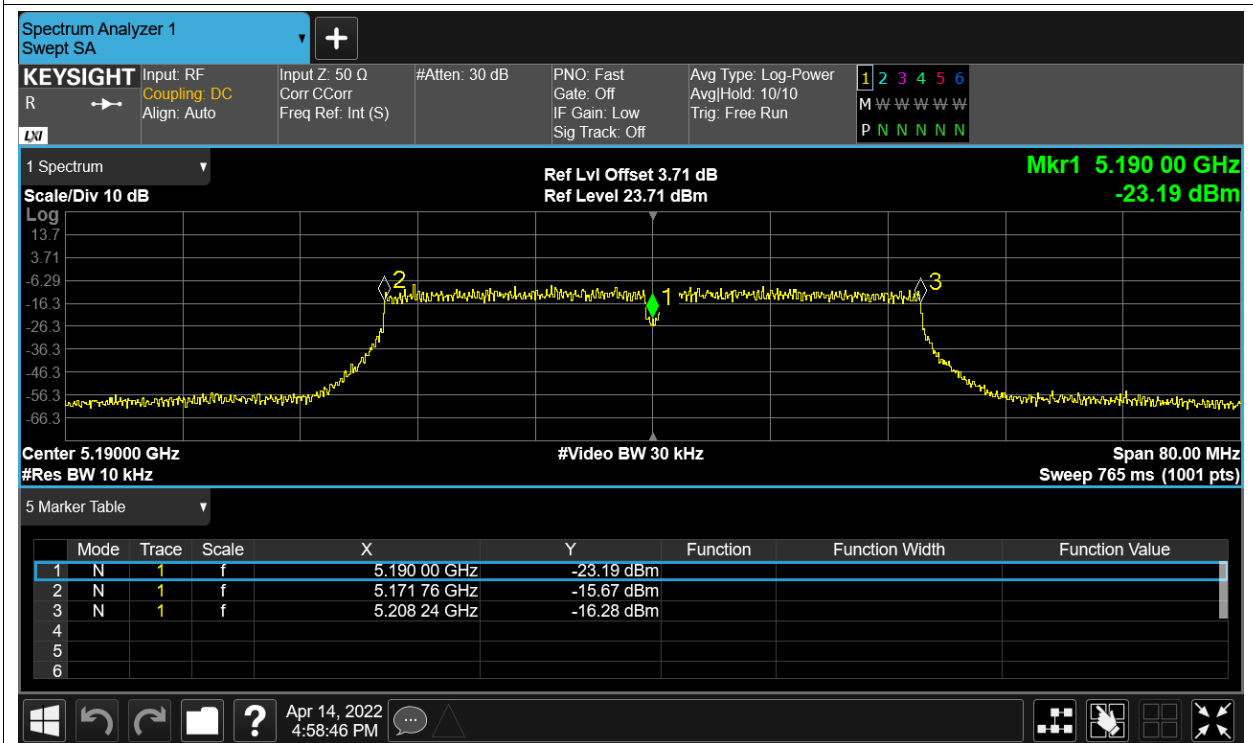 Spectrum Analyzer 1
Swept SA
KEYSIGHT Input: RF Input Z: 50 Ω #Atten: 30 dB PNO: Fast Avg Type: Log-Power 1 2 3 4 5 6
R Coupling: DC Corr CCorr Gate: Off Avg|Hold: 10/10 M W W W W W
Align: Auto Freq Ref: Int (S) IF Gain: Low Trig: Free Run
LXI Sig Track: Off P N N N N N
1 Spectrum Ref Lvl Offset 3.71 dB Mkr1 5.190 00 GHz
Scale/Div 10 dB Ref Level 23.71 dBm -23.19 dBm
Log
13.7
3.71
-6.29 2 3
-16.3 1
-26.3
-36.3
-46.3
-56.3
-66.3
Center 5.19000 GHz #Video BW 30 kHz Span 80.00 MHz
#Res BW 10 kHz Sweep 765 ms (1001 pts)
5 Marker Table
Mode Trace Scale X Y Function Function Width Function Value
1 N 1 f 5.190 00 GHz -23.19 dBm
2 N 1 f 5.171 76 GHz -15.67 dBm
3 N 1 f 5.208 24 GHz -16.28 dBm
4
5
6
? Apr 14, 2022
4:58:46 PM